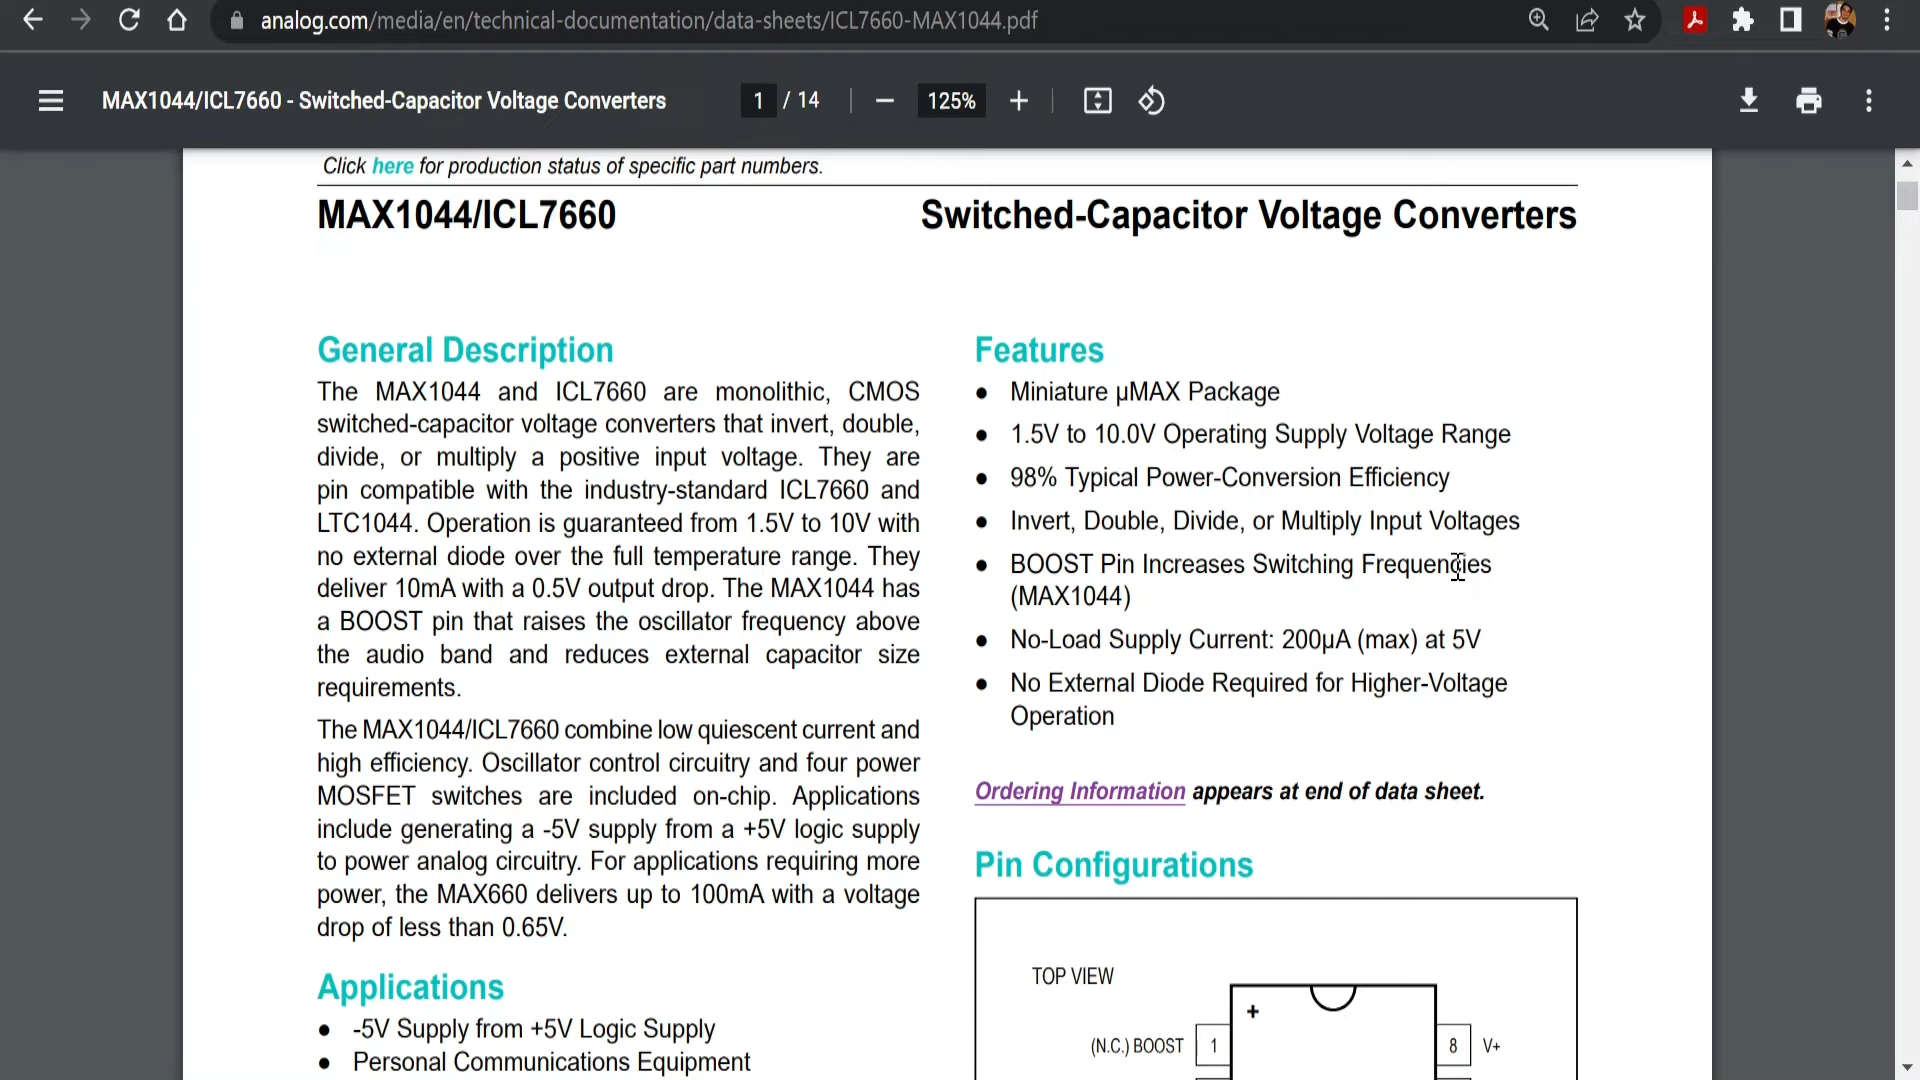 analog.com/media/en/technical-documentation/data-sheets/ICL7660-MAX1044.pdf
MAX1044/ICL7660 - Switched-Capacitor Voltage Converters
1 / 14
125%
Click here for production status of specific part numbers.
MAX1044/ICL7660
Switched-Capacitor Voltage Converters
General Description
The MAX1044 and ICL7660 are monolithic, CMOS
switched-capacitor voltage converters that invert, double,
divide, or multiply a positive input voltage. They are
pin compatible with the industry-standard ICL7660 and
LTC1044. Operation is guaranteed from 1.5V to 10V with
no external diode over the full temperature range. They
deliver 10mA with a 0.5V output drop. The MAX1044 has
a BOOST pin that raises the oscillator frequency above
the audio band and reduces external capacitor size
requirements.
The MAX1044/ICL7660 combine low quiescent current and
high efficiency. Oscillator control circuitry and four power
MOSFET switches are included on-chip. Applications
include generating a -5V supply from a +5V logic supply
to power analog circuitry. For applications requiring more
power, the MAX660 delivers up to 100mA with a voltage
drop of less than 0.65V.
Applications
● -5V Supply from +5V Logic Supply
● Personal Communications Equipment
Features
● Miniature μMAX Package
● 1.5V to 10.0V Operating Supply Voltage Range
● 98% Typical Power-Conversion Efficiency
● Invert, Double, Divide, or Multiply Input Voltages
● BOOST Pin Increases Switching Frequencies
(MAX1044)
● No-Load Supply Current: 200μA (max) at 5V
● No External Diode Required for Higher-Voltage
Operation
Ordering Information appears at end of data sheet.
Pin Configurations
TOP VIEW
+
(N.C.) BOOST 1
8 V+